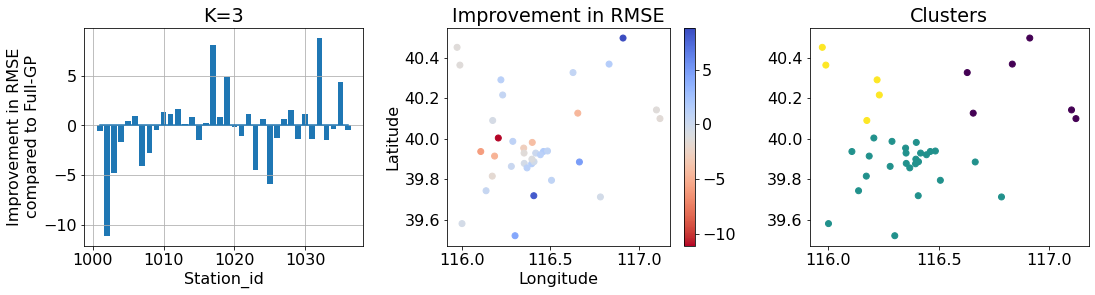 K=3
Improvement in RMSE
compared to Full-GP
5
0
−5
−10
1000 1010 1020 1030
Station_id
Improvement in RMSE
Latitude
40.4
40.2
40.0
39.8
39.6
116.0 116.5 117.0
Longitude
5
0
−5
−10
Clusters
40.4
40.2
40.0
39.8
39.6
116.0 116.5 117.0